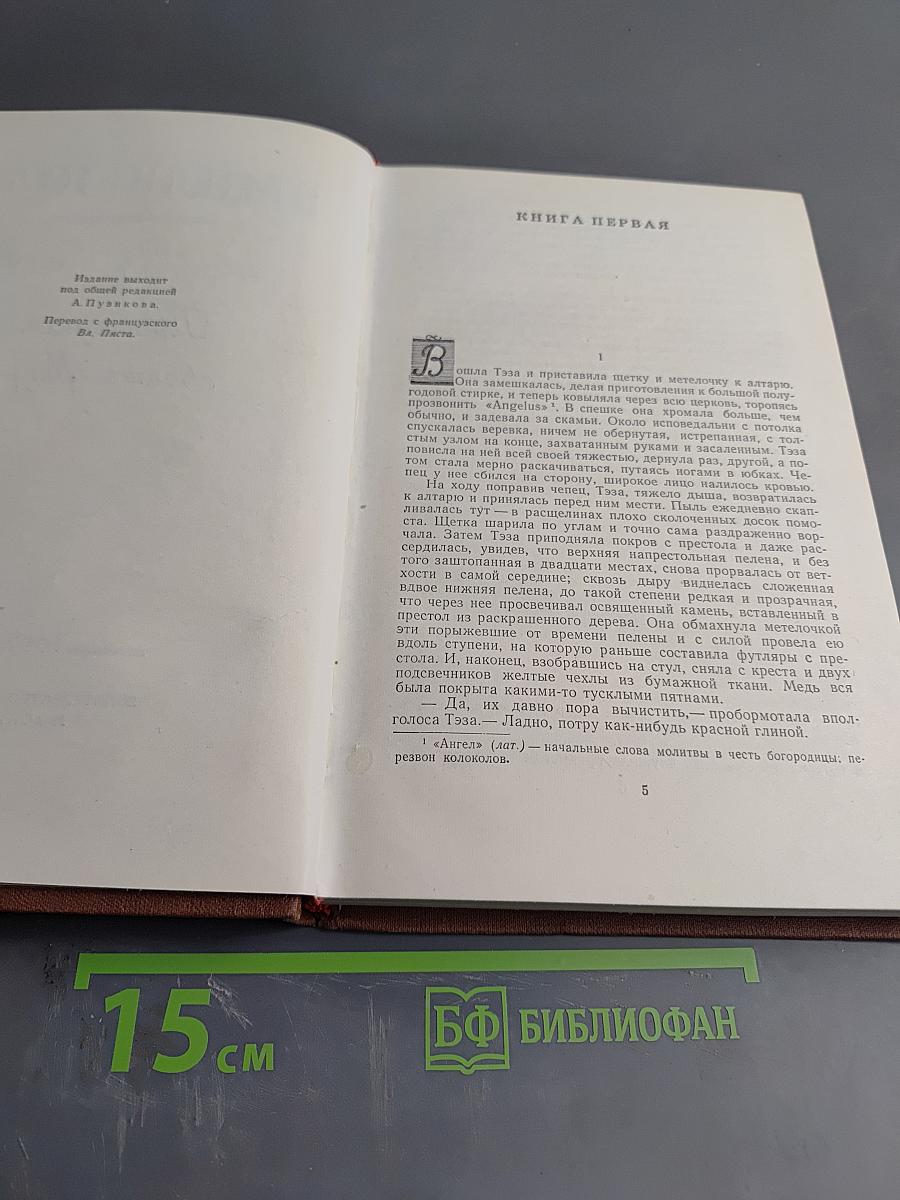 Издание выходит
под общей редакцией
А. Пузикова.
Перевод с французского
Вл. Пяста.
КНИГА ПЕРВАЯ
1
Вошла Тэза и приставила щетку и метелочку к алтарю.
Она замешкалась, делая приготовления к большой полу-
годовой стирке, и теперь ковыляла через всю церковь, торопясь
прозвонить «Angelus» ¹. В спешке она хромала больше, чем
обычно, и задевала за скамьи. Около исповедальни с потолка
спускалась веревка, ничем не обернутая, истрепанная, с тол-
стым узлом на конце, захватанным руками и засаленным. Тэза
повисла на ней всей своей тяжестью, дернула раз, другой, а по-
том стала мерно раскачиваться, путаясь ногами в юбках. Че-
пец у нее сбился на сторону, широкое лицо налилось кровью.
На ходу поправив чепец, Тэза, тяжело дыша, возвратилась
к алтарю и принялась перед ним мести. Пыль ежедневно скап-
ливалась тут — в расщелинах плохо сколоченных досок помо-
ста. Щетка шарила по углам и точно сама раздраженно вор-
чала. Затем Тэза приподняла покров с престола и даже рас-
сердилась, увидев, что верхняя напрестольная пелена, и без
того заштопанная в двадцати местах, снова прорвалась от вет-
хости в самой середине; сквозь дыру виднелась сложенная
вдвое нижняя пелена, до такой степени редкая и прозрачная,
что через нее просвечивал освященный камень, вставленный в
престол из раскрашенного дерева. Она обмахнула метелочкой
эти порыжевшие от времени пелены и с силой провела ею
вдоль ступени, на которую раньше составила футляры с пре-
стола. И, наконец, взобравшись на стул, сняла с креста и двух
подсвечников желтые чехлы из бумажной ткани. Медь вся
была покрыта какими-то тусклыми пятнами.
— Да, их давно пора вычистить,— пробормотала впол-
голоса Тэза.— Ладно, потру как-нибудь красной глиной.
¹ «Ангел» (лат.) — начальные слова молитвы в честь богородицы; пе-
резвон колоколов.
5
15 см
БФ БИБЛИОФАН